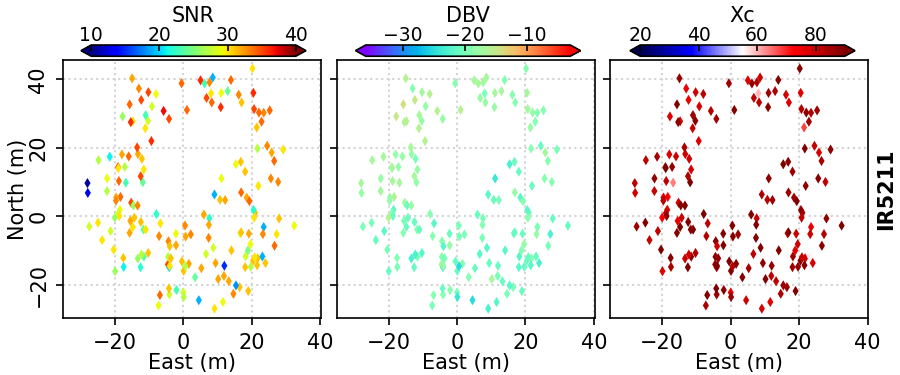 SNR DBV Xc
10 20 30 40 −30 −20 −10 20 40 60 80
40
20
0
−20
North (m)
IR5211
−20 0 20 40 −20 0 20 40 −20 0 20 40
East (m) East (m) East (m)